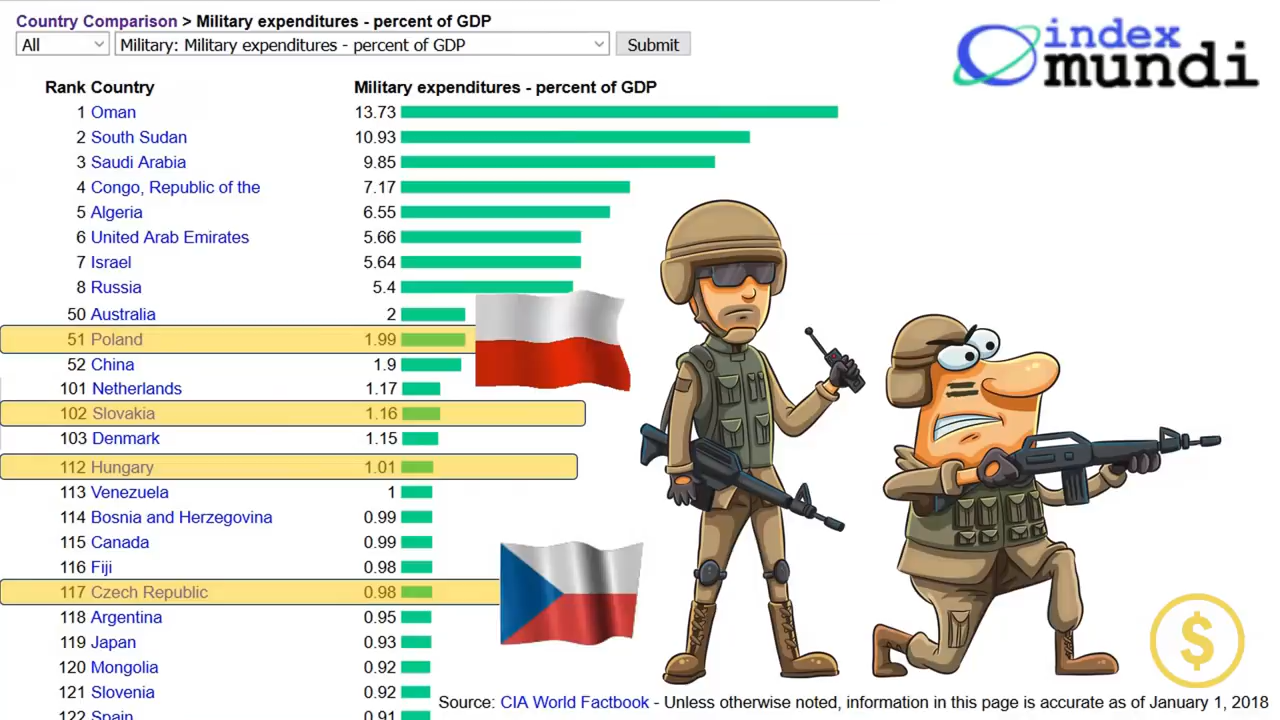 Country Comparison > Military expenditures - percent of GDP
All Military: Military expenditures - percent of GDP Submit
index
mundi
Rank Country Military expenditures - percent of GDP
1 Oman 13.73
2 South Sudan 10.93
3 Saudi Arabia 9.85
4 Congo, Republic of the 7.17
5 Algeria 6.55
6 United Arab Emirates 5.66
7 Israel 5.64
8 Russia 5.4
50 Australia 2
51 Poland 1.99
52 China 1.9
101 Netherlands 1.17
102 Slovakia 1.16
103 Denmark 1.15
112 Hungary 1.01
113 Venezuela 1
114 Bosnia and Herzegovina 0.99
115 Canada 0.99
116 Fiji 0.98
117 Czech Republic 0.98
118 Argentina 0.95
119 Japan 0.93
120 Mongolia 0.92
121 Slovenia 0.92
122 Spain 0.91
$
Source: CIA World Factbook - Unless otherwise noted, information in this page is accurate as of January 1, 2018